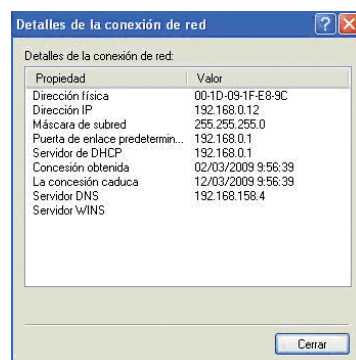 Detalles de la conexión de red
Detalles de la conexión de red:
Propiedad Valor
Dirección física 00-1D-09-1F-E8-9C
Dirección IP 192.168.0.12
Máscara de subred 255.255.255.0
Puerta de enlace predetermin... 192.168.0.1
Servidor de DHCP 192.168.0.1
Concesión obtenida 02/03/2009 9:56:39
La concesión caduca 12/03/2009 9:56:39
Servidor DNS 192.168.158.4
Servidor WINS
Cerrar